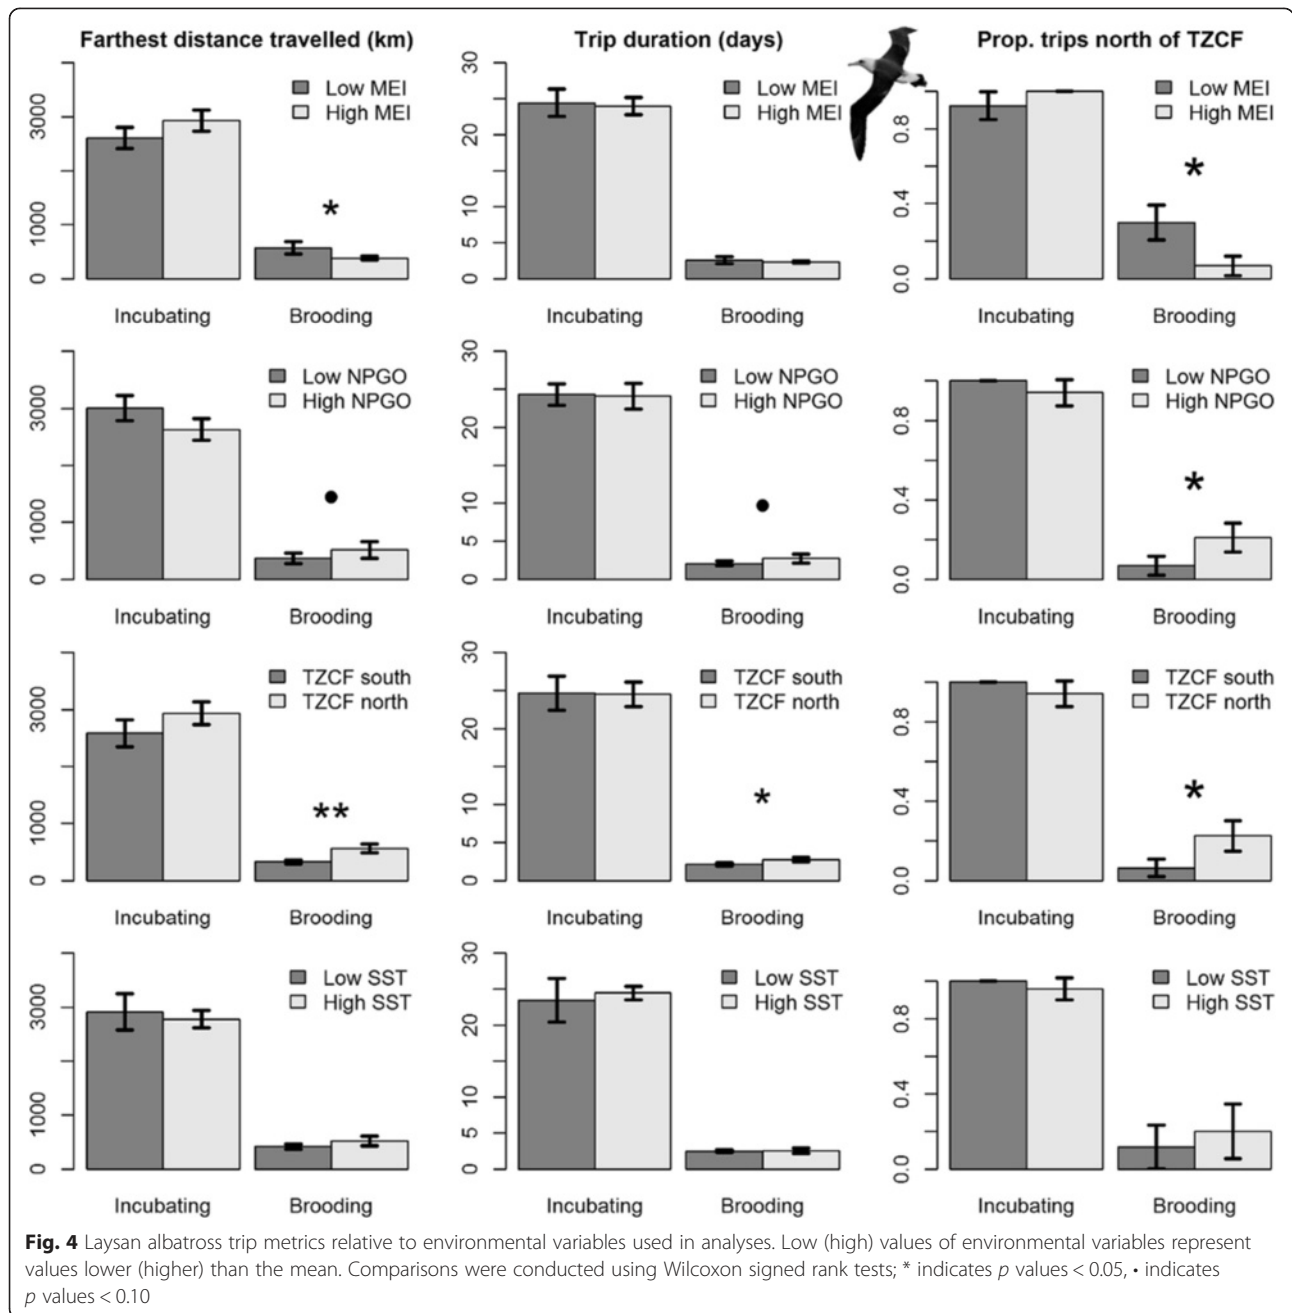 Farthest distance travelled (km) Trip duration (days) Prop. trips north of TZCF
0 1000 3000
Low MEI
High MEI
*
Incubating Brooding
0 5 10 20 30
Low MEI
High MEI
Incubating Brooding
0.0 0.4 0.8
Low MEI
High MEI
*
Incubating Brooding
0 1000 3000
Low NPGO
High NPGO
•
Incubating Brooding
0 5 10 20 30
Low NPGO
High NPGO
•
Incubating Brooding
0.0 0.4 0.8
Low NPGO
High NPGO
*
Incubating Brooding
0 1000 3000
TZCF south
TZCF north
**
Incubating Brooding
0 5 10 20 30
TZCF south
TZCF north
*
Incubating Brooding
0.0 0.4 0.8
TZCF south
TZCF north
*
Incubating Brooding
0 1000 3000
Low SST
High SST
Incubating Brooding
0 5 10 20 30
Low SST
High SST
Incubating Brooding
0.0 0.4 0.8
Low SST
High SST
Incubating Brooding
Fig. 4 Laysan albatross trip metrics relative to environmental variables used in analyses. Low (high) values of environmental variables represent
values lower (higher) than the mean. Comparisons were conducted using Wilcoxon signed rank tests; * indicates p values < 0.05, • indicates
p values < 0.10